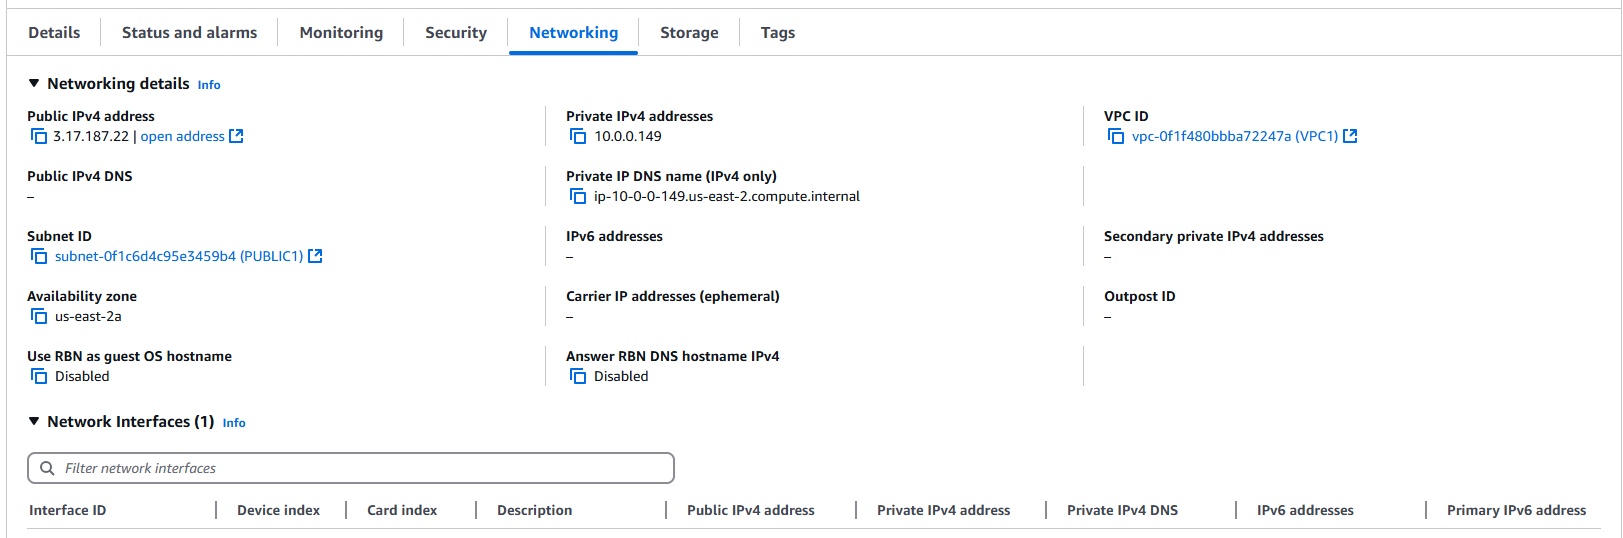 Details Status and alarms Monitoring Security Networking Storage Tags
Networking details Info
Public IPv4 address Private IPv4 addresses VPC ID
3.17.187.22 | open address 10.0.0.149 vpc-0f1f480bbba72247a (VPC1)
Public IPv4 DNS Private IP DNS name (IPv4 only)
– ip-10-0-0-149.us-east-2.compute.internal
Subnet ID IPv6 addresses Secondary private IPv4 addresses
subnet-0f1c6d4c95e3459b4 (PUBLIC1) – –
Availability zone Carrier IP addresses (ephemeral) Outpost ID
us-east-2a – –
Use RBN as guest OS hostname Answer RBN DNS hostname IPv4
Disabled Disabled
Network Interfaces (1) Info
Filter network interfaces
Interface ID Device index Card index Description Public IPv4 address Private IPv4 address Private IPv4 DNS IPv6 addresses Primary IPv6 address